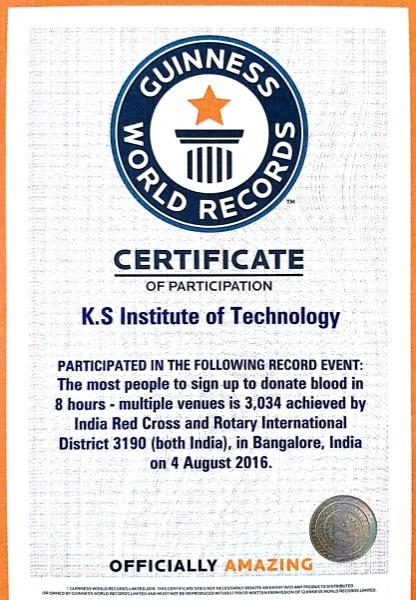 GUINNESS
WORLD RECORDS
TM
CERTIFICATE
OF PARTICIPATION
K.S Institute of Technology
PARTICIPATED IN THE FOLLOWING RECORD EVENT:
The most people to sign up to donate blood in
8 hours - multiple venues is 3,034 achieved by
India Red Cross and Rotary International
District 3190 (both India), in Bangalore, India
on 4 August 2016.
OFFICIALLY AMAZING
GUINNESS WORLD RECORDS LIMITED 2016. THIS CERTIFICATE DOES NOT NECESSARILY DENOTE AN ENTRY INTO ANY PRODUCTS DISTRIBUTED
OR OWNED BY GUINNESS WORLD RECORDS LIMITED AND MUST NOT BE REPRODUCED WITHOUT PRIOR WRITTEN PERMISSION OF GUINNESS WORLD RECORDS LIMITED.